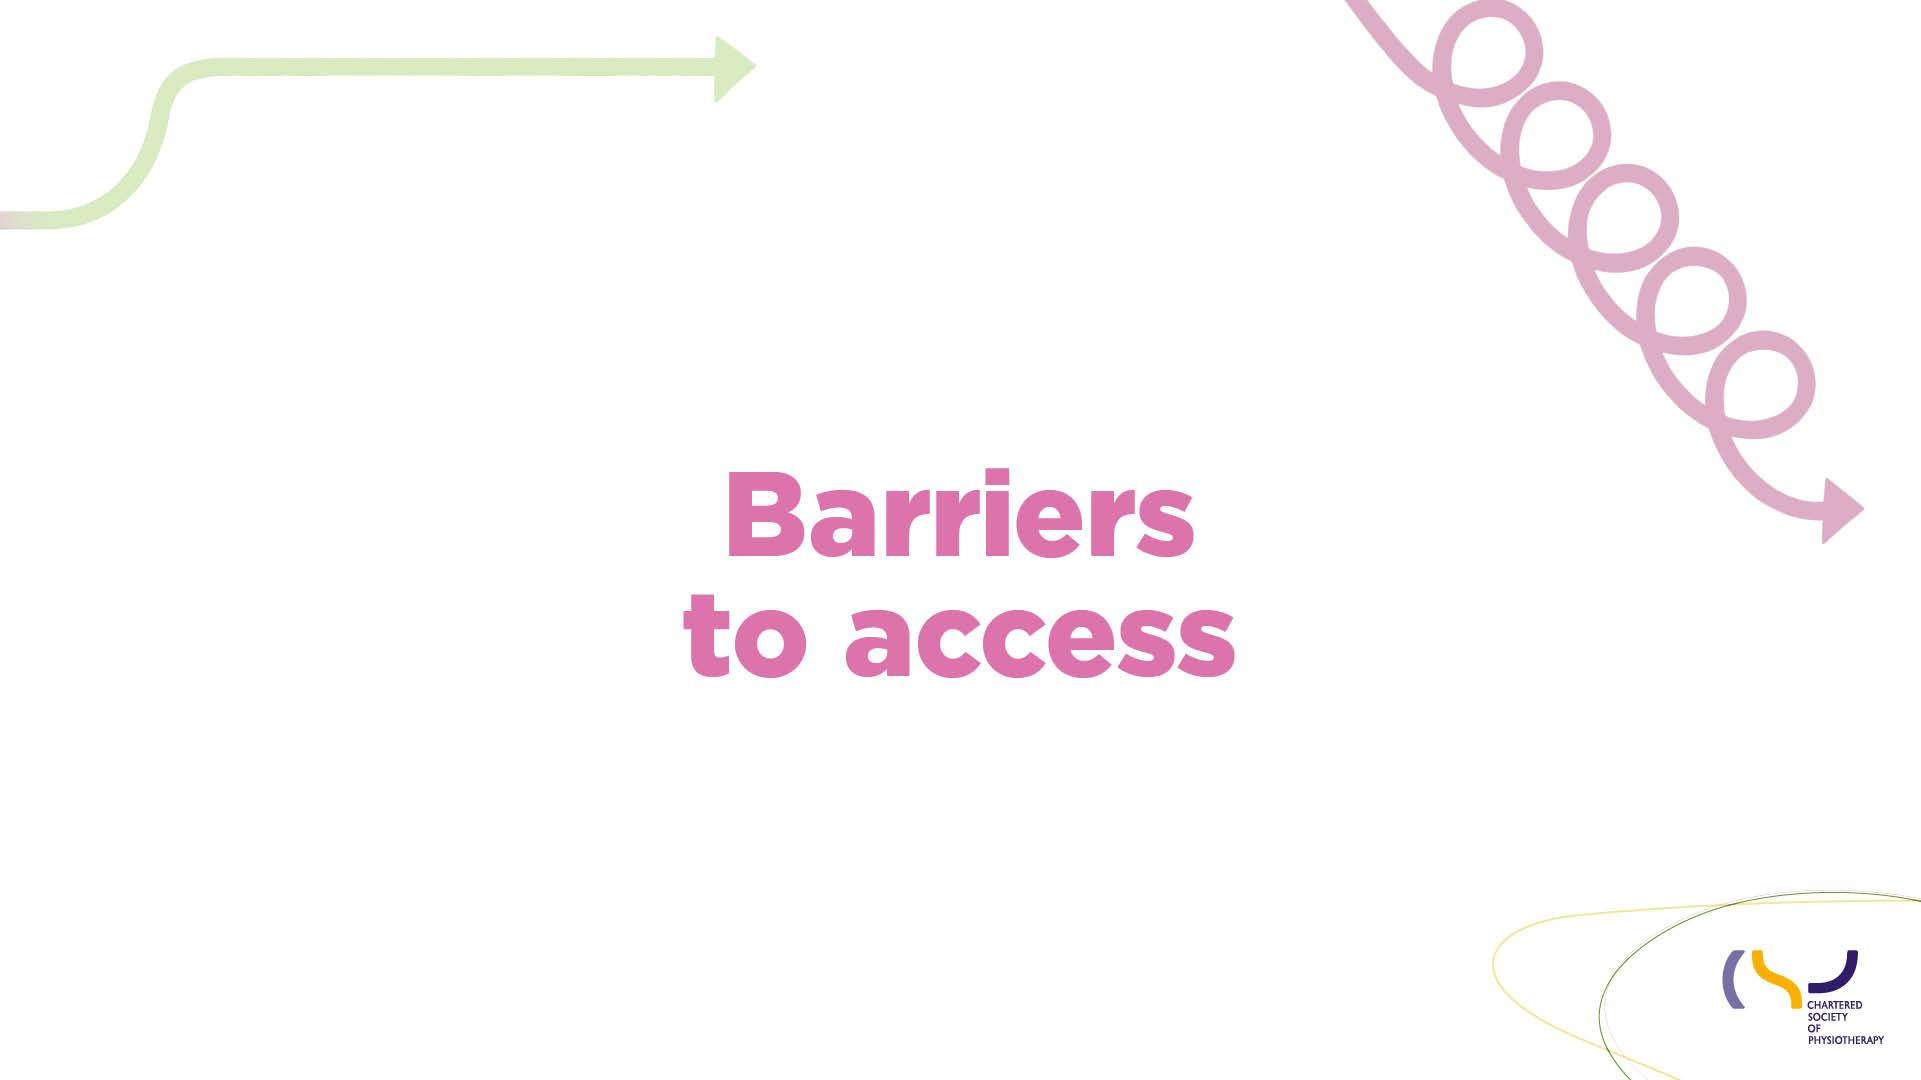 Barriers
to access
CHARTERED
SOCIETY
OF
PHYSIOTHERAPY